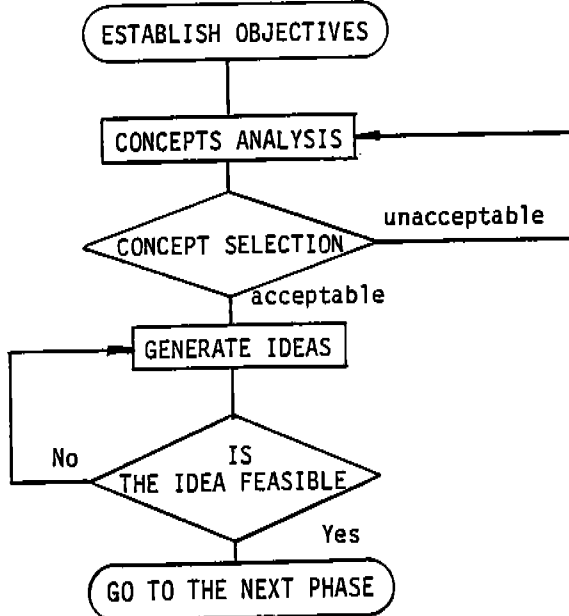 ESTABLISH OBJECTIVES
CONCEPTS ANALYSIS
unacceptable
CONCEPT SELECTION
acceptable
GENERATE IDEAS
No
IS
THE IDEA FEASIBLE
Yes
GO TO THE NEXT PHASE